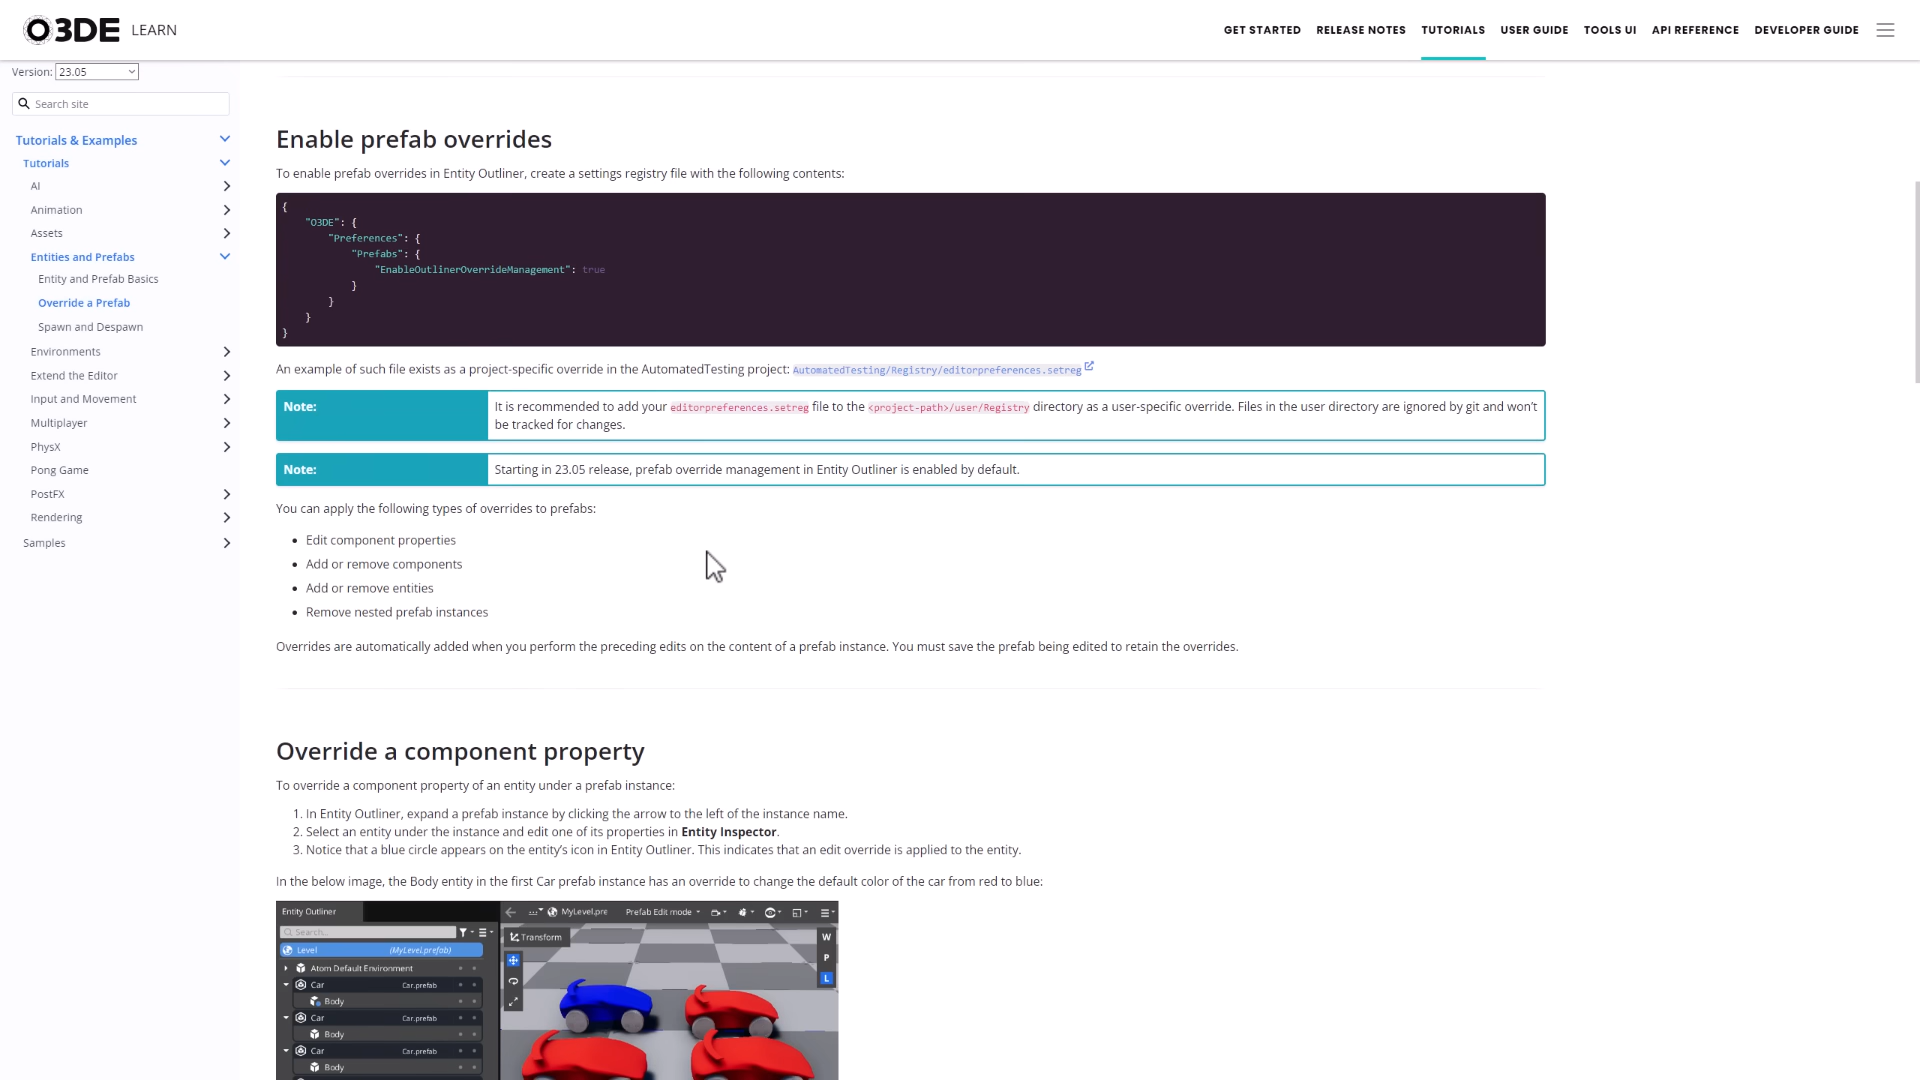 O3DE LEARN
GET STARTED RELEASE NOTES TUTORIALS USER GUIDE TOOLS UI API REFERENCE DEVELOPER GUIDE
Version: 23.05
Search site
Tutorials & Examples
Tutorials
AI
Animation
Assets
Entities and Prefabs
Entity and Prefab Basics
Override a Prefab
Spawn and Despawn
Environments
Extend the Editor
Input and Movement
Multiplayer
PhysX
Pong Game
PostFX
Rendering
Samples
Enable prefab overrides
To enable prefab overrides in Entity Outliner, create a settings registry file with the following contents:
{
"O3DE": {
"Preferences": {
"Prefabs": {
"EnableOutlinerOverrideManagement": true
}
}
}
}
An example of such file exists as a project-specific override in the AutomatedTesting project: AutomatedTesting/Registry/editorpreferences.setreg
Note: It is recommended to add your editorpreferences.setreg file to the <project-path>/user/Registry directory as a user-specific override. Files in the user directory are ignored by git and won't
be tracked for changes.
Note: Starting in 23.05 release, prefab override management in Entity Outliner is enabled by default.
You can apply the following types of overrides to prefabs:
• Edit component properties
• Add or remove components
• Add or remove entities
• Remove nested prefab instances
Overrides are automatically added when you perform the preceding edits on the content of a prefab instance. You must save the prefab being edited to retain the overrides.
Override a component property
To override a component property of an entity under a prefab instance:
1. In Entity Outliner, expand a prefab instance by clicking the arrow to the left of the instance name.
2. Select an entity under the instance and edit one of its properties in Entity Inspector.
3. Notice that a blue circle appears on the entity's icon in Entity Outliner. This indicates that an edit override is applied to the entity.
In the below image, the Body entity in the first Car prefab instance has an override to change the default color of the car from red to blue:
Entity Outliner
Search...
Level (MyLevel.prefab)
Atom Default Environment
Car Car.prefab
Body
Car Car.prefab
Body
Car Car.prefab
Body
... MyLevel.pre Prefab Edit mode
Transform
W
P
L